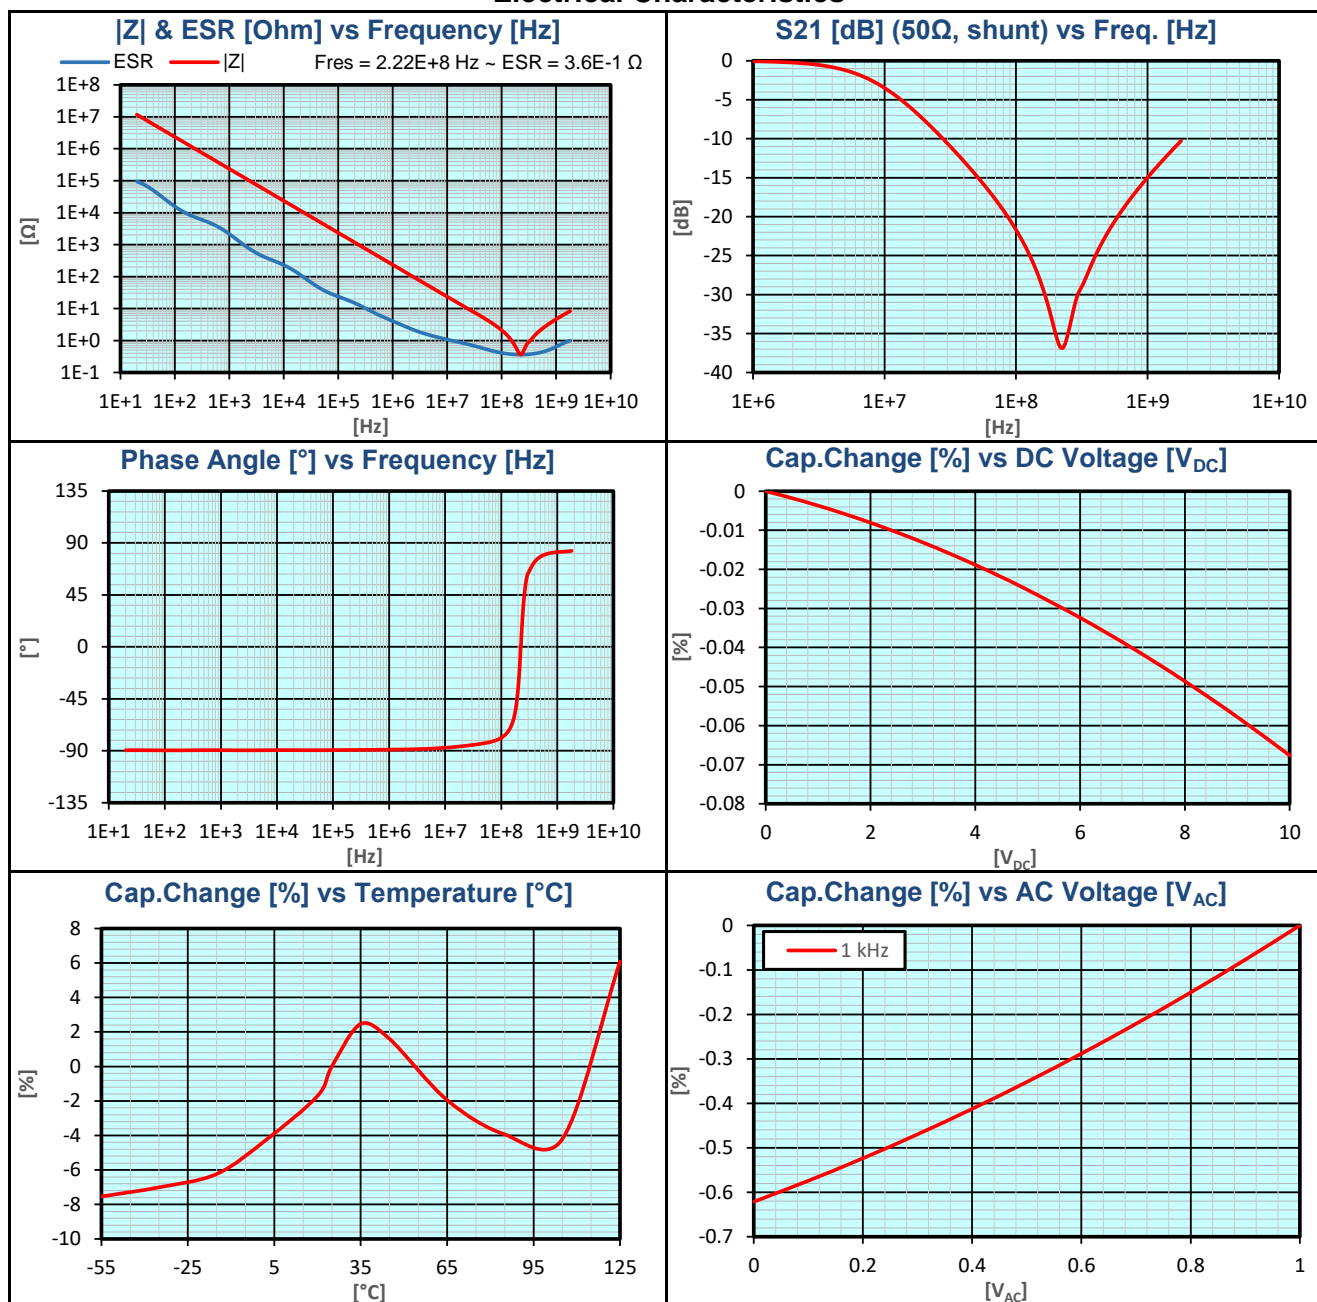 |Z| & ESR [Ohm] vs Frequency [Hz]
ESR |Z| Fres = 2.22E+8 Hz ~ ESR = 3.6E-1 Ω
1E+8
1E+7
1E+6
1E+5
1E+4
1E+3
1E+2
1E+1
1E+0
1E-1
[Ω]
1E+1 1E+2 1E+3 1E+4 1E+5 1E+6 1E+7 1E+8 1E+9 1E+10
[Hz]
S21 [dB] (50Ω, shunt) vs Freq. [Hz]
0
-5
-10
-15
-20
-25
-30
-35
-40
[dB]
1E+6 1E+7 1E+8 1E+9 1E+10
[Hz]
Phase Angle [°] vs Frequency [Hz]
135
90
45
0
-45
-90
-135
[°]
1E+1 1E+2 1E+3 1E+4 1E+5 1E+6 1E+7 1E+8 1E+9 1E+10
[Hz]
Cap.Change [%] vs DC Voltage [VDC]
0
-0.01
-0.02
-0.03
-0.04
-0.05
-0.06
-0.07
-0.08
[%]
0 2 4 6 8 10
[VDC]
Cap.Change [%] vs Temperature [°C]
8
6
4
2
0
-2
-4
-6
-8
-10
[%]
-55 -25 5 35 65 95 125
[°C]
Cap.Change [%] vs AC Voltage [VAC]
1 kHz
0
-0.1
-0.2
-0.3
-0.4
-0.5
-0.6
-0.7
[%]
0 0.2 0.4 0.6 0.8 1
[VAC]